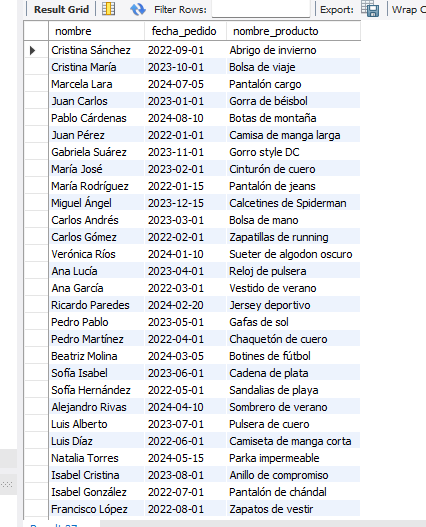 Result Grid Filter Rows: Export: Wrap C
nombre fecha_pedido nombre_producto
Cristina Sánchez 2022-09-01 Abrigo de invierno
Cristina María 2023-10-01 Bolsa de viaje
Marcela Lara 2024-07-05 Pantalón cargo
Juan Carlos 2023-01-01 Gorra de béisbol
Pablo Cárdenas 2024-08-10 Botas de montaña
Juan Pérez 2022-01-01 Camisa de manga larga
Gabriela Suárez 2023-11-01 Gorro style DC
María José 2023-02-01 Cinturón de cuero
María Rodríguez 2022-01-15 Pantalón de jeans
Miguel Ángel 2023-12-15 Calcetines de Spiderman
Carlos Andrés 2023-03-01 Bolso de mano
Carlos Gómez 2022-02-01 Zapatillas de running
Verónica Ríos 2024-01-10 Sueter de algodon oscuro
Ana Lucía 2023-04-01 Reloj de pulsera
Ana García 2022-03-01 Vestido de verano
Ricardo Paredes 2024-02-20 Jersey deportivo
Pedro Pablo 2023-05-01 Gafas de sol
Pedro Martínez 2022-04-01 Chaquetón de cuero
Beatriz Molina 2024-03-05 Botines de fútbol
Sofía Isabel 2023-06-01 Cadena de plata
Sofía Hernández 2022-05-01 Sandalias de playa
Alejandro Rivas 2024-04-10 Sombrero de verano
Luis Alberto 2023-07-01 Pulsera de cuero
Luis Díaz 2022-06-01 Camiseta de manga corta
Natalia Torres 2024-05-15 Parka impermeable
Isabel Cristina 2023-08-01 Anillo de compromiso
Isabel González 2022-07-01 Pantalón de chándal
Francisco López 2022-08-01 Zapatos de vestir